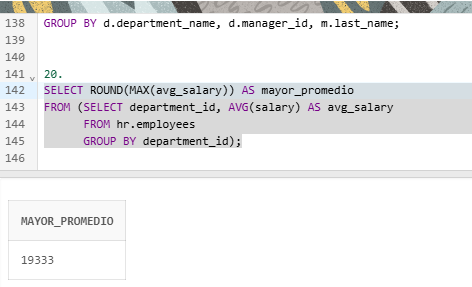 138 GROUP BY d.department_name, d.manager_id, m.last_name;
139
140
141 20.
142 SELECT ROUND(MAX(avg_salary)) AS mayor_promedio
143 FROM (SELECT department_id, AVG(salary) AS avg_salary
144 FROM hr.employees
145 GROUP BY department_id);
146
MAYOR_PROMEDIO
19333